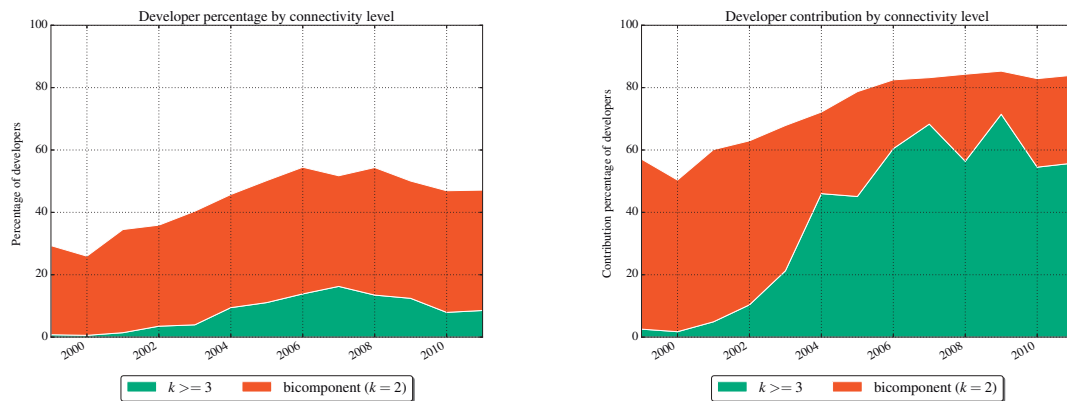 Developer percentage by connectivity level
Percentage of developers
100
80
60
40
20
0
2000 2002 2004 2006 2008 2010
k >= 3 bicomponent (k = 2)
Developer contribution by connectivity level
Contribution percentage of developers
100
80
60
40
20
0
2000 2002 2004 2006 2008 2010
k >= 3 bicomponent (k = 2)